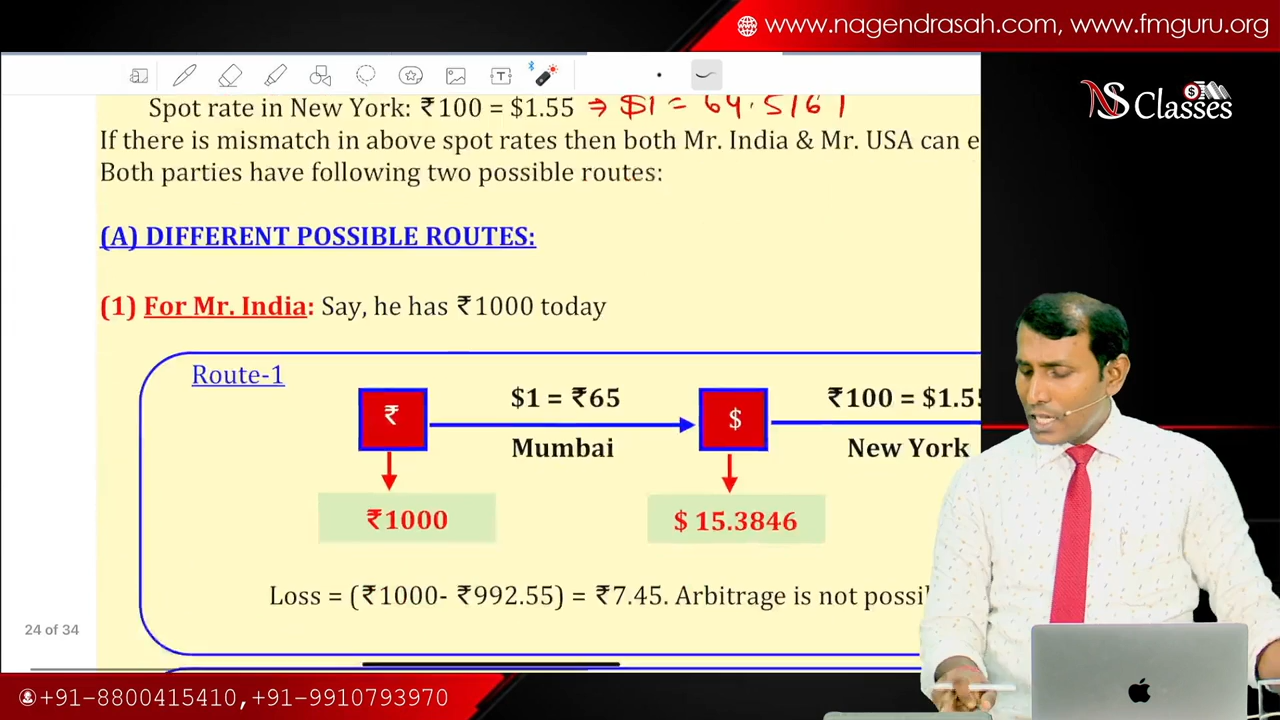 www.nagendrasah.com, www.fmguru.org
NS Classes
Spot rate in New York: ₹100 = $1.55 ⇒ $1 = 64.5161
If there is mismatch in above spot rates then both Mr. India & Mr. USA can e
Both parties have following two possible routes:
(A) DIFFERENT POSSIBLE ROUTES:
(1) For Mr. India: Say, he has ₹1000 today
Route-1
₹
$1 = ₹65
Mumbai
$
₹100 = $1.55
New York
₹1000
$ 15.3846
Loss = (₹1000- ₹992.55) = ₹7.45. Arbitrage is not possi
24 of 34
+91-8800415410,+91-9910793970